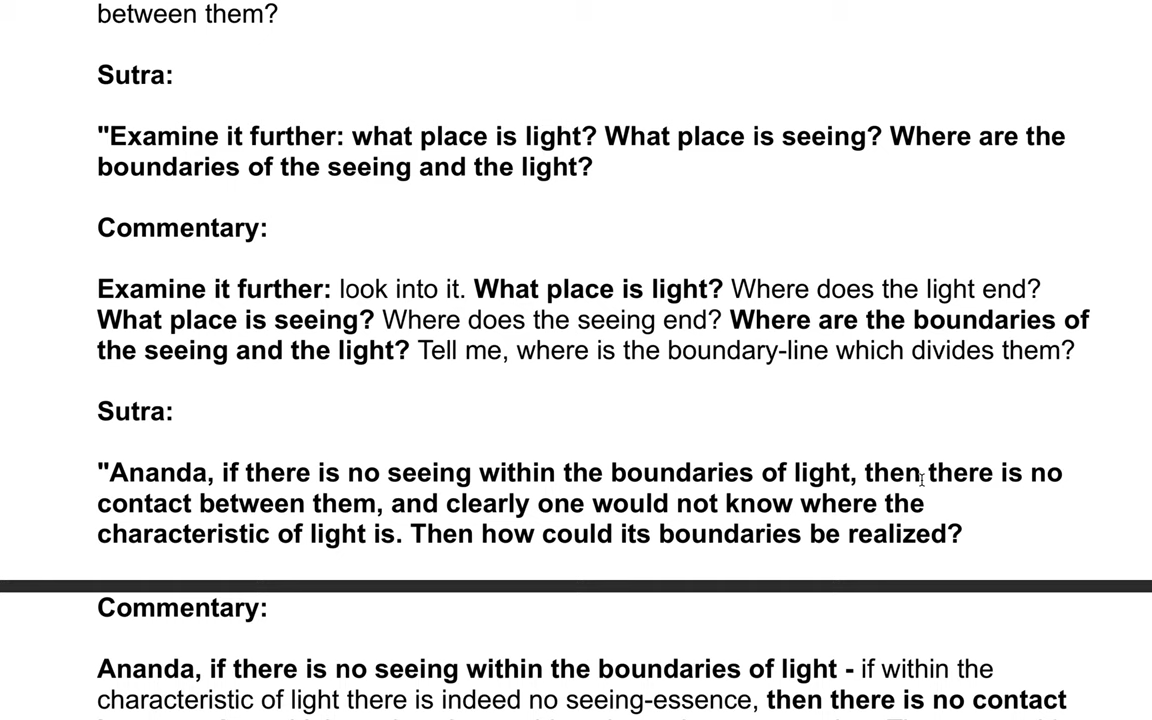 between them?
Sutra:
"Examine it further: what place is light? What place is seeing? Where are the
boundaries of the seeing and the light?
Commentary:
Examine it further: look into it. What place is light? Where does the light end?
What place is seeing? Where does the seeing end? Where are the boundaries of
the seeing and the light? Tell me, where is the boundary-line which divides them?
Sutra:
"Ananda, if there is no seeing within the boundaries of light, then there is no
contact between them, and clearly one would not know where the
characteristic of light is. Then how could its boundaries be realized?
Commentary:
Ananda, if there is no seeing within the boundaries of light - if within the
characteristic of light there is indeed no seeing-essence, then there is no contact